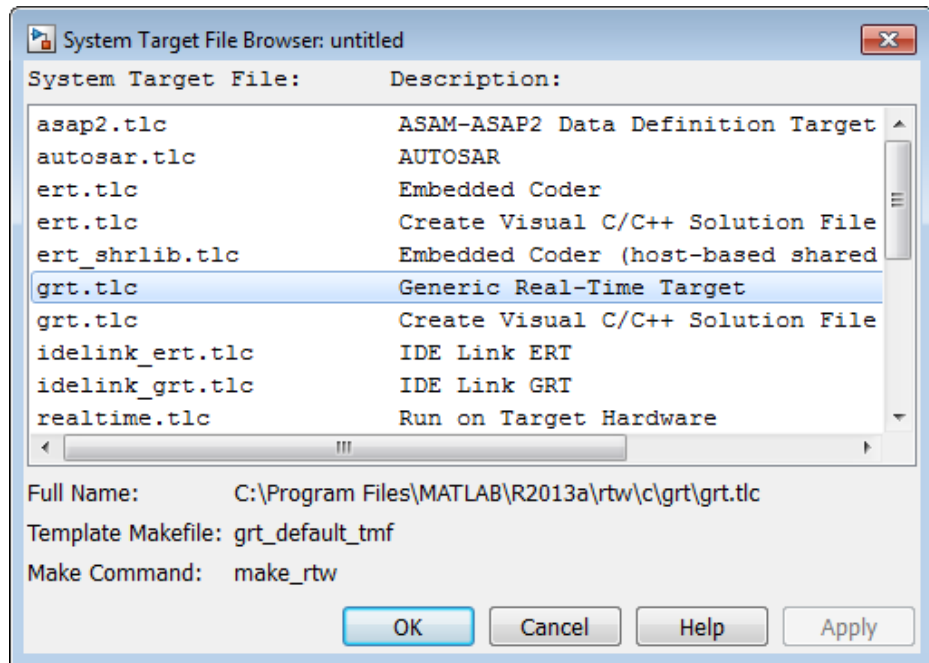 System Target File Browser: untitled
System Target File: Description:
asap2.tlc ASAM-ASAP2 Data Definition Target
autosar.tlc AUTOSAR
ert.tlc Embedded Coder
ert.tlc Create Visual C/C++ Solution File
ert_shrlib.tlc Embedded Coder (host-based shared
grt.tlc Generic Real-Time Target
grt.tlc Create Visual C/C++ Solution File
idelink_ert.tlc IDE Link ERT
idelink_grt.tlc IDE Link GRT
realtime.tlc Run on Target Hardware
Full Name: C:\Program Files\MATLAB\R2013a\rtw\c\grt\grt.tlc
Template Makefile: grt_default_tmf
Make Command: make_rtw
OK Cancel Help Apply